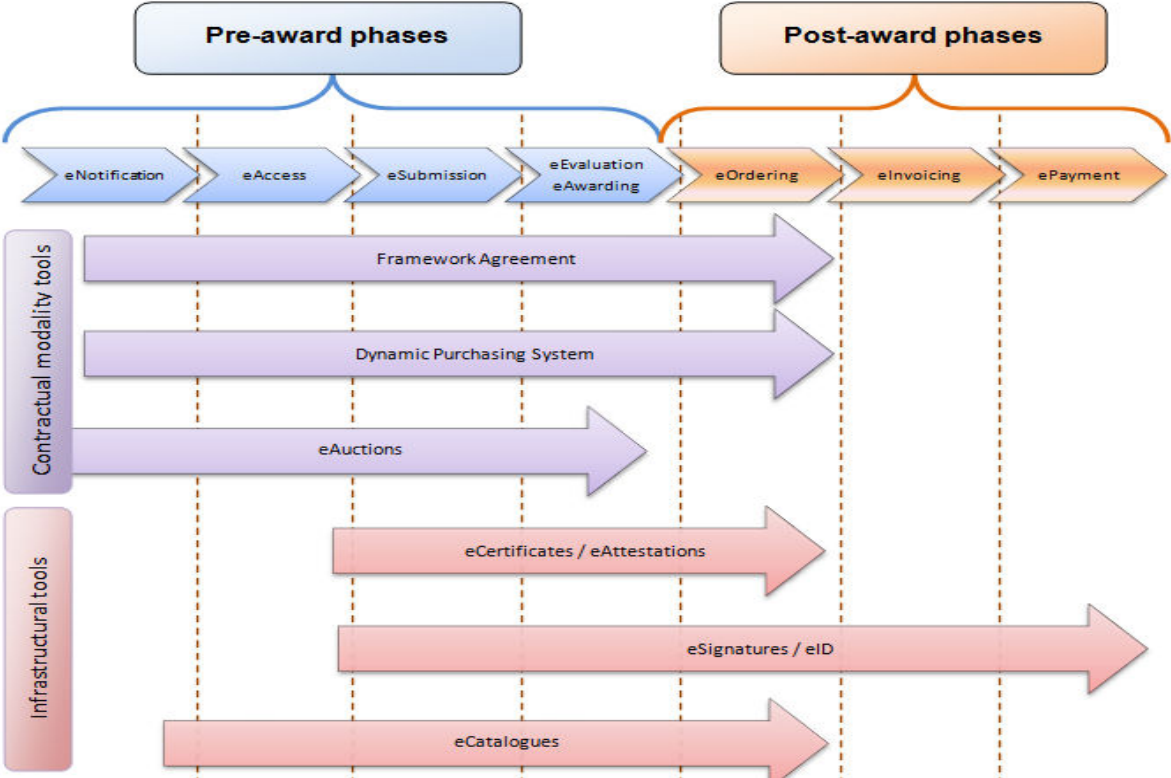 Pre-award phases
Post-award phases
eNotification
eAccess
eSubmission
eEvaluation
eAwarding
eOrdering
eInvoicing
ePayment
Contractual modality tools
Framework Agreement
Dynamic Purchasing System
eAuctions
Infrastructural tools
eCertificates / eAttestations
eSignatures / eID
eCatalogues